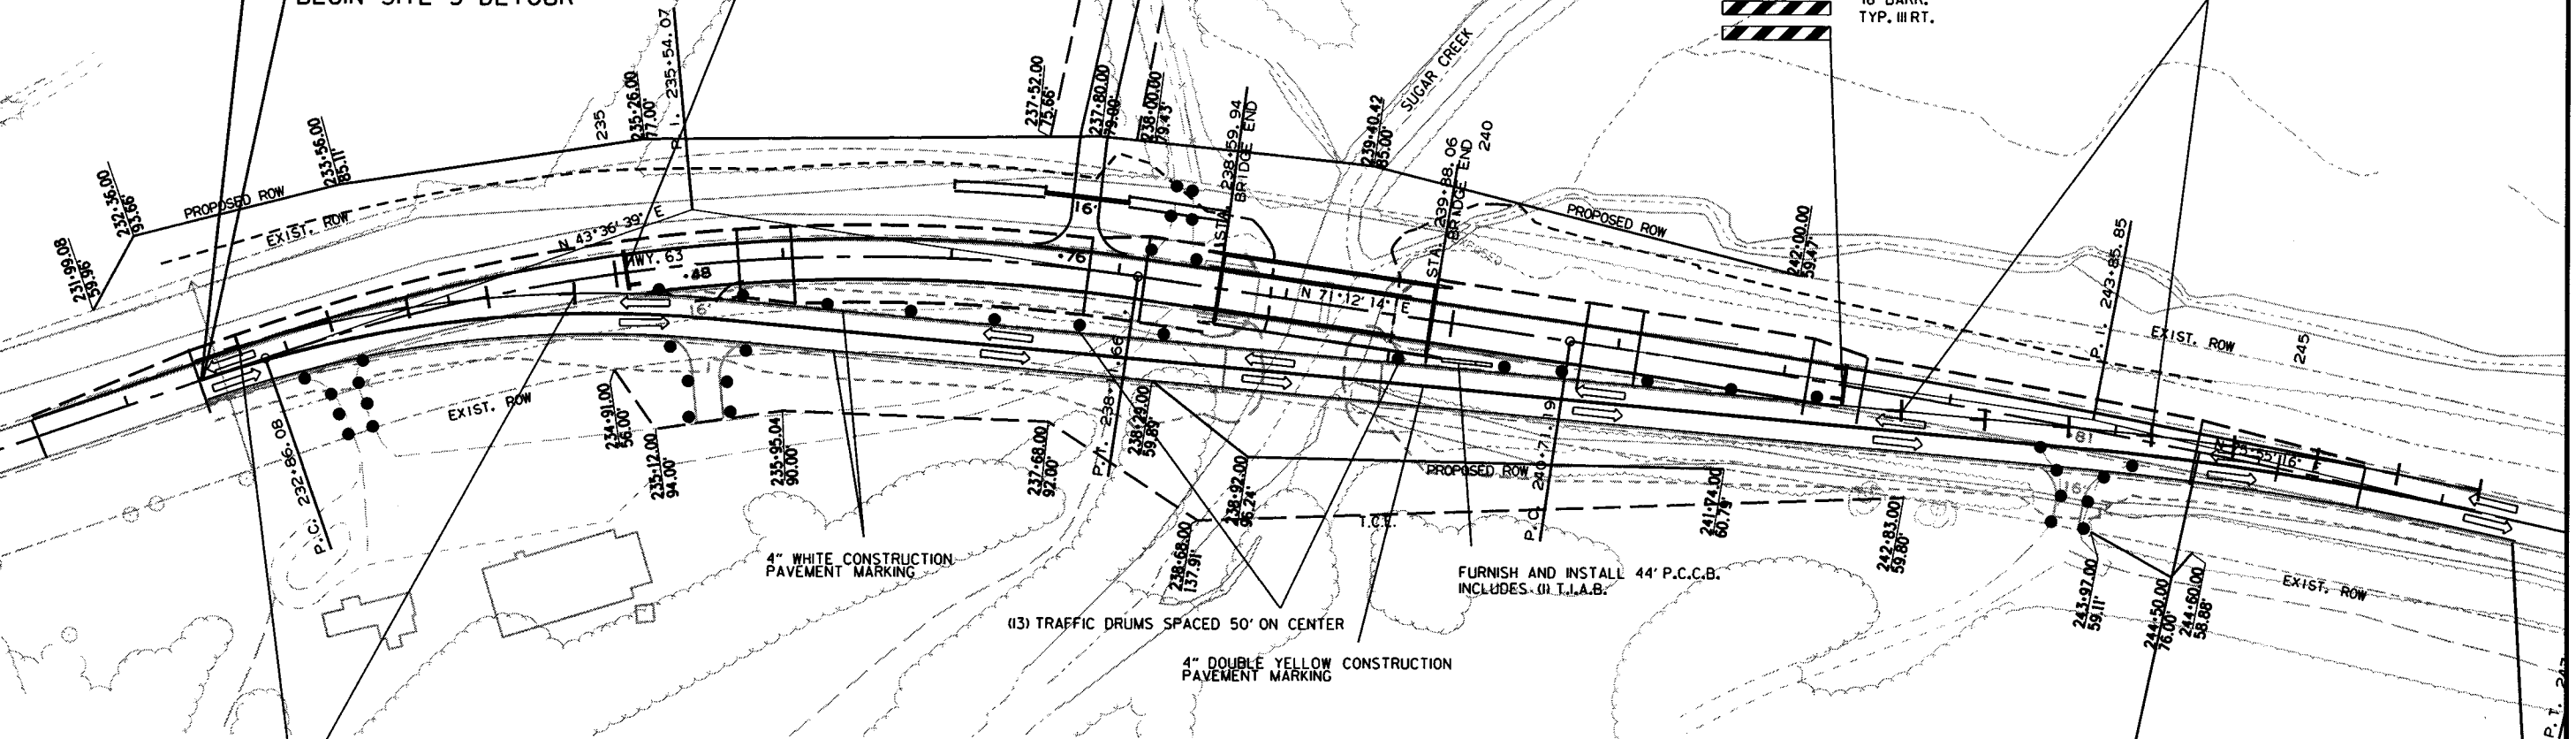 TYP. III RT.
SUGAR CREEK
235
P.I. 235+54.07
235+26.00
77.00'
233+56.00
85.11'
232+36.00
93.66'
231+99.08
59.96'
237+52.00
75.66'
237+80.00
79.00'
238+00.00
79.43'
STA. 238+59.94
BRIDGE END
239+40.42
85.00'
STA. 239+88.06
BRIDGE END
240
242+00.00
59.47'
P.I. 243+85.85
245
PROPOSED ROW
EXIST. ROW
N 43°36'39" E
HWY. 63
+48
16'
+76
16'
N 71°12'14" E
PROPOSED ROW
EXIST. ROW
P.C. 232+86.08
EXIST. ROW
234+91.00
56.00'
235+12.00
94.00'
235+95.04
90.00'
237+68.00
92.00'
238+29.00
59.89'
238+92.00
96.24'
238+68.00
137.91'
PROPOSED ROW
T.C.E.
P.C. 240+71.19
241+74.00
60.79'
242+83.00
59.80'
+81
16'
243+97.00
59.11'
244+50.00
76.00'
244+60.00
58.88'
EXIST. ROW
4" WHITE CONSTRUCTION
PAVEMENT MARKING
(13) TRAFFIC DRUMS SPACED 50' ON CENTER
4" DOUBLE YELLOW CONSTRUCTION
PAVEMENT MARKING
FURNISH AND INSTALL 44' P.C.C.B.
INCLUDES (1) T.I.A.B.